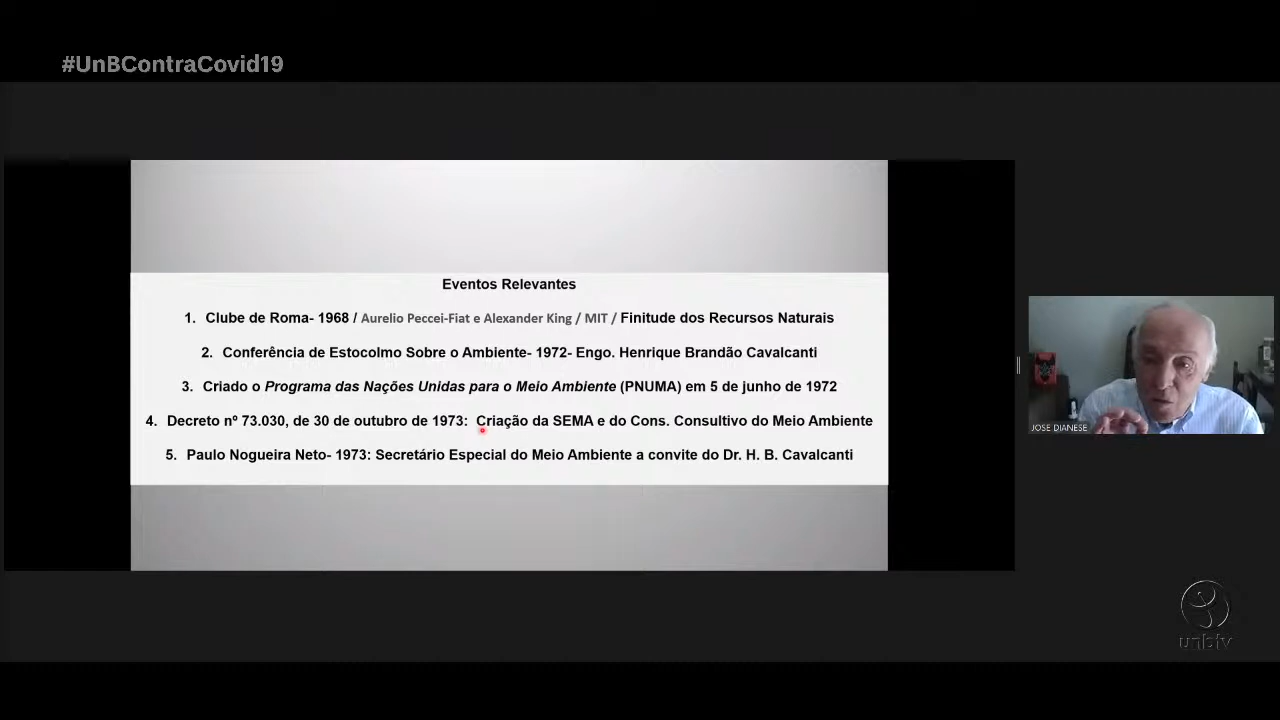 #UnBContraCovid19
Eventos Relevantes
1. Clube de Roma- 1968 / Aurelio Peccei-Fiat e Alexander King / MIT / Finitude dos Recursos Naturais
2. Conferência de Estocolmo Sobre o Ambiente- 1972- Engo. Henrique Brandão Cavalcanti
3. Criado o Programa das Nações Unidas para o Meio Ambiente (PNUMA) em 5 de junho de 1972
4. Decreto nº 73.030, de 30 de outubro de 1973: Criação da SEMA e do Cons. Consultivo do Meio Ambiente
5. Paulo Nogueira Neto- 1973: Secretário Especial do Meio Ambiente a convite do Dr. H. B. Cavalcanti
JOSE DIANESE
unbtv